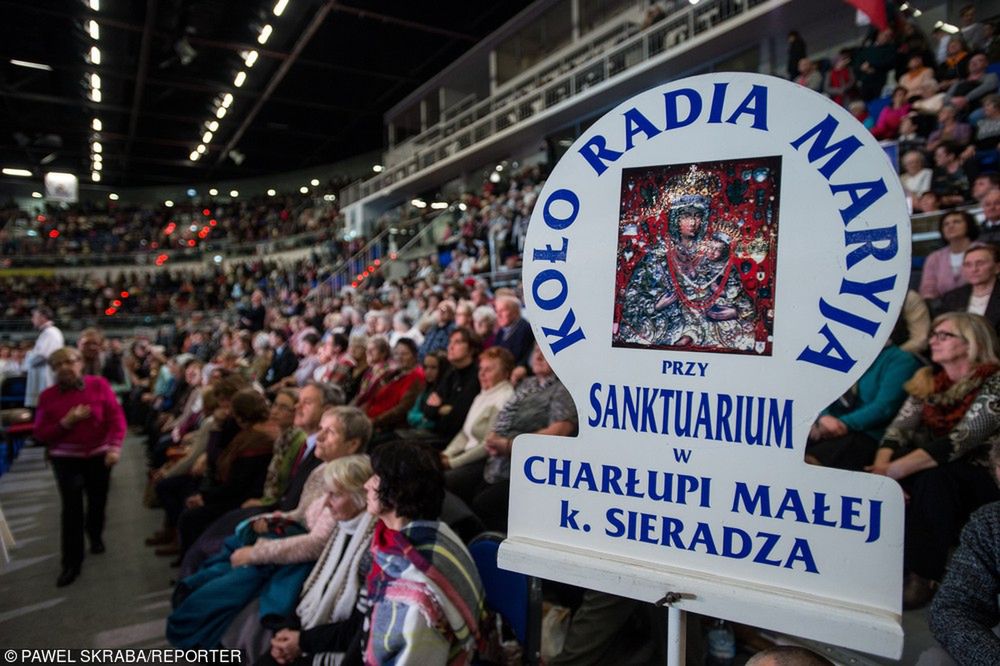 KOŁO RADIA MARYJA
PRZY
SANKTUARIUM
w
CHARŁUPI MAŁEJ
k. SIERADZA
© PAWEL SKRABA/REPORTER